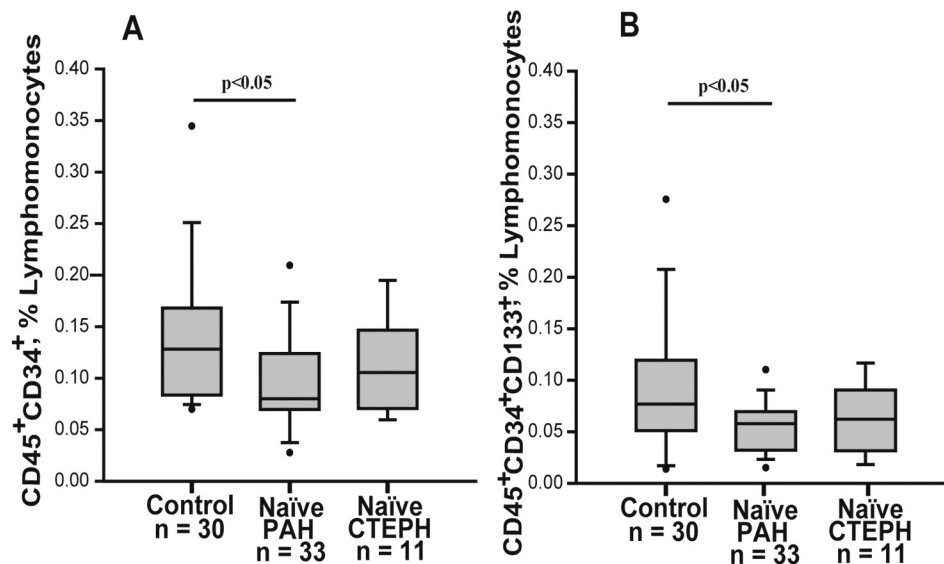 A
CD45+CD34+, % Lymphomonocytes
0.40
0.35
0.30
0.25
0.20
0.15
0.10
0.05
0.00
p<0.05
Control
n = 30
Naïve
PAH
n = 33
Naïve
CTEPH
n = 11
B
CD45+CD34+CD133+, % Lymphomonocytes
0.40
0.35
0.30
0.25
0.20
0.15
0.10
0.05
0.00
p<0.05
Control
n = 30
Naïve
PAH
n = 33
Naïve
CTEPH
n = 11